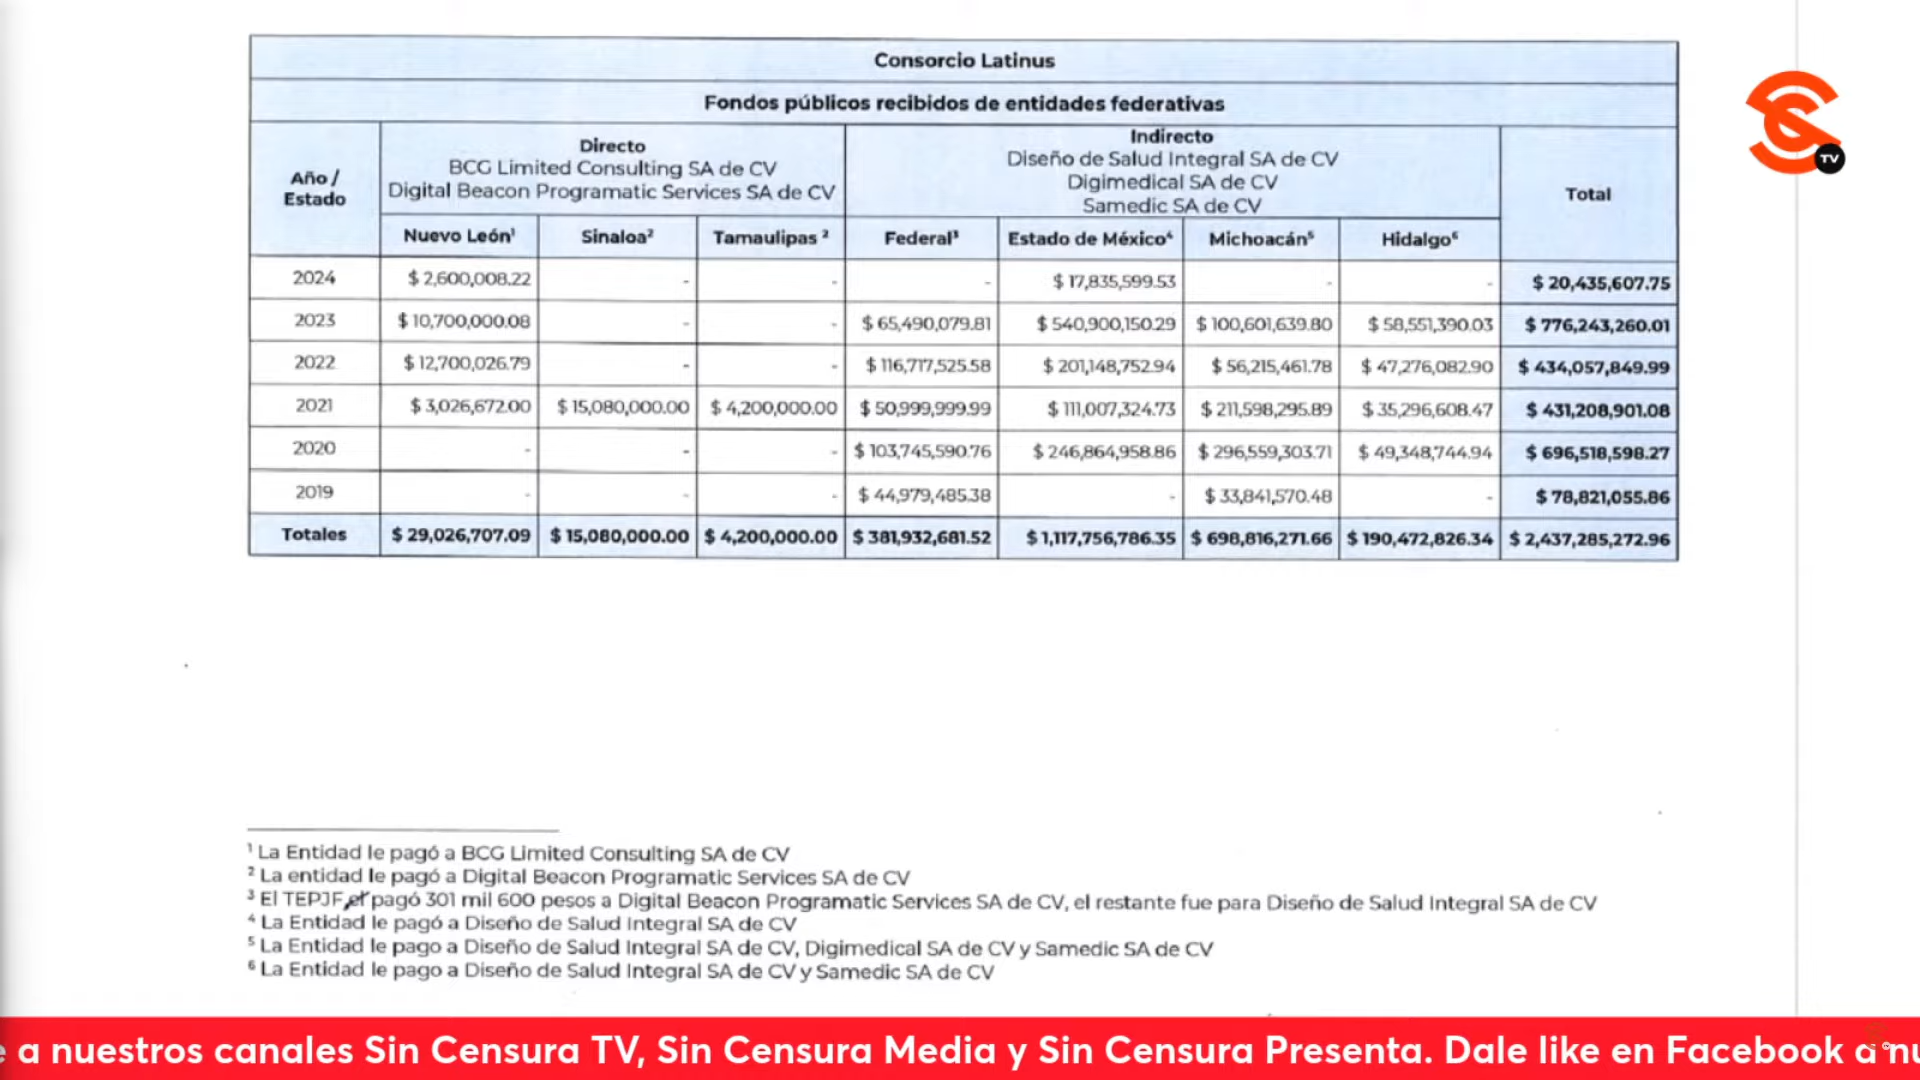 Consorcio Latinus
Fondos públicos recibidos de entidades federativas
Año / Estado
Directo
BCG Limited Consulting SA de CV
Digital Beacon Programatic Services SA de CV
Indirecto
Diseño de Salud Integral SA de CV
Digimedical SA de CV
Samedic SA de CV
Total
Nuevo León¹ Sinaloa² Tamaulipas ² Federal³ Estado de México⁴ Michoacán⁵ Hidalgo⁶
2024 $ 2,600,008.22 - - - $ 17,835,599.53 - - $ 20,435,607.75
2023 $ 10,700,000.08 - - $ 65,490,079.81 $ 540,900,150.29 $ 100,601,639.80 $ 58,551,390.03 $ 776,243,260.01
2022 $ 12,700,026.79 - - $ 116,717,525.58 $ 201,148,752.94 $ 56,215,461.78 $ 47,276,082.90 $ 434,057,849.99
2021 $ 3,026,672.00 $ 15,080,000.00 $ 4,200,000.00 $ 50,999,999.99 $ 111,007,324.73 $ 211,598,295.89 $ 35,296,608.47 $ 431,208,901.08
2020 - - - $ 103,745,590.76 $ 246,864,958.86 $ 296,559,303.71 $ 49,348,744.94 $ 696,518,598.27
2019 - - - $ 44,979,485.38 - $ 33,841,570.48 - $ 78,821,055.86
Totales $ 29,026,707.09 $ 15,080,000.00 $ 4,200,000.00 $ 381,932,681.52 $ 1,117,756,786.35 $ 698,816,271.66 $ 190,472,826.34 $ 2,437,285,272.96
TV
¹ La Entidad le pagó a BCG Limited Consulting SA de CV
² La entidad le pagó a Digital Beacon Programatic Services SA de CV
³ El TEPJF, el pagó 301 mil 600 pesos a Digital Beacon Programatic Services SA de CV, el restante fue para Diseño de Salud Integral SA de CV
⁴ La Entidad le pagó a Diseño de Salud Integral SA de CV
⁵ La Entidad le pago a Diseño de Salud Integral SA de CV, Digimedical SA de CV y Samedic SA de CV
⁶ La Entidad le pago a Diseño de Salud Integral SA de CV y Samedic SA de CV
e a nuestros canales Sin Censura TV, Sin Censura Media y Sin Censura Presenta. Dale like en Facebook a nu